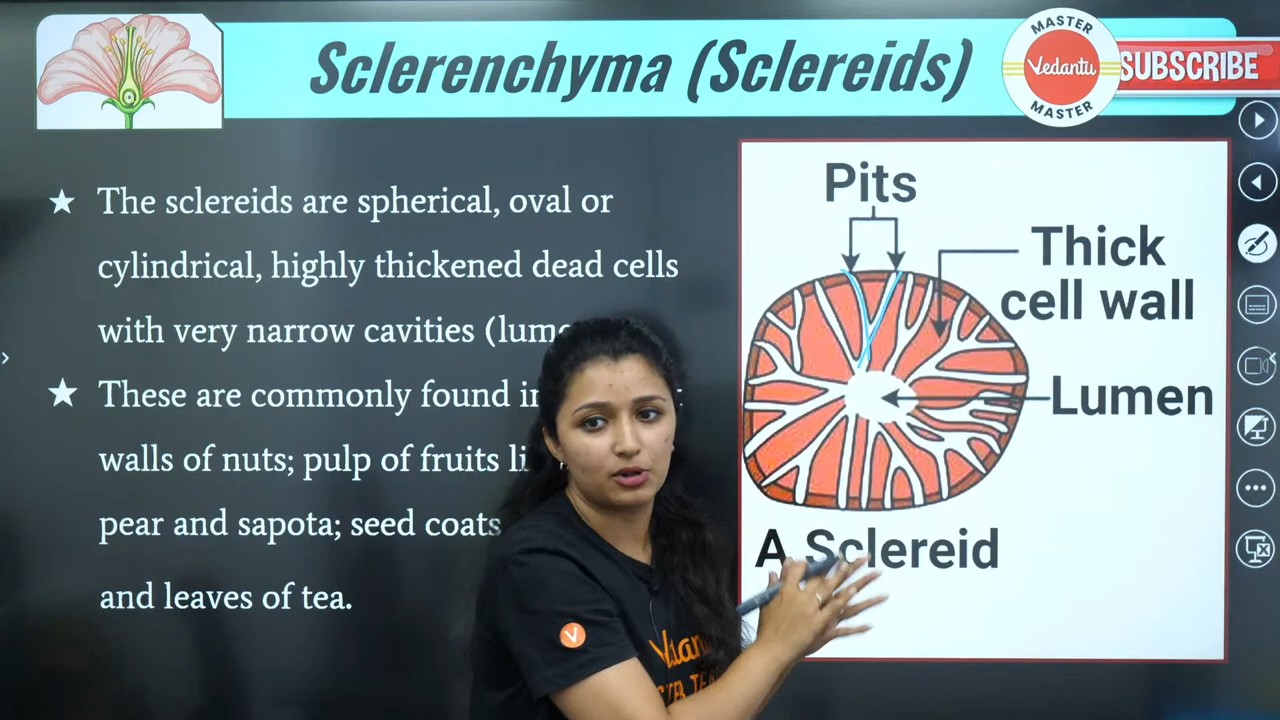 Sclerenchyma (Sclereids)
MASTER
Vedantu
MASTER
SUBSCRIBE
★ The sclereids are spherical, oval or
cylindrical, highly thickened dead cells
with very narrow cavities
★ These are commonly found
walls of nuts; pulp of fruits
pear and sapota; seed coats
and leaves of tea.
Pits
Thick
cell wall
Lumen
A Sclereid
V